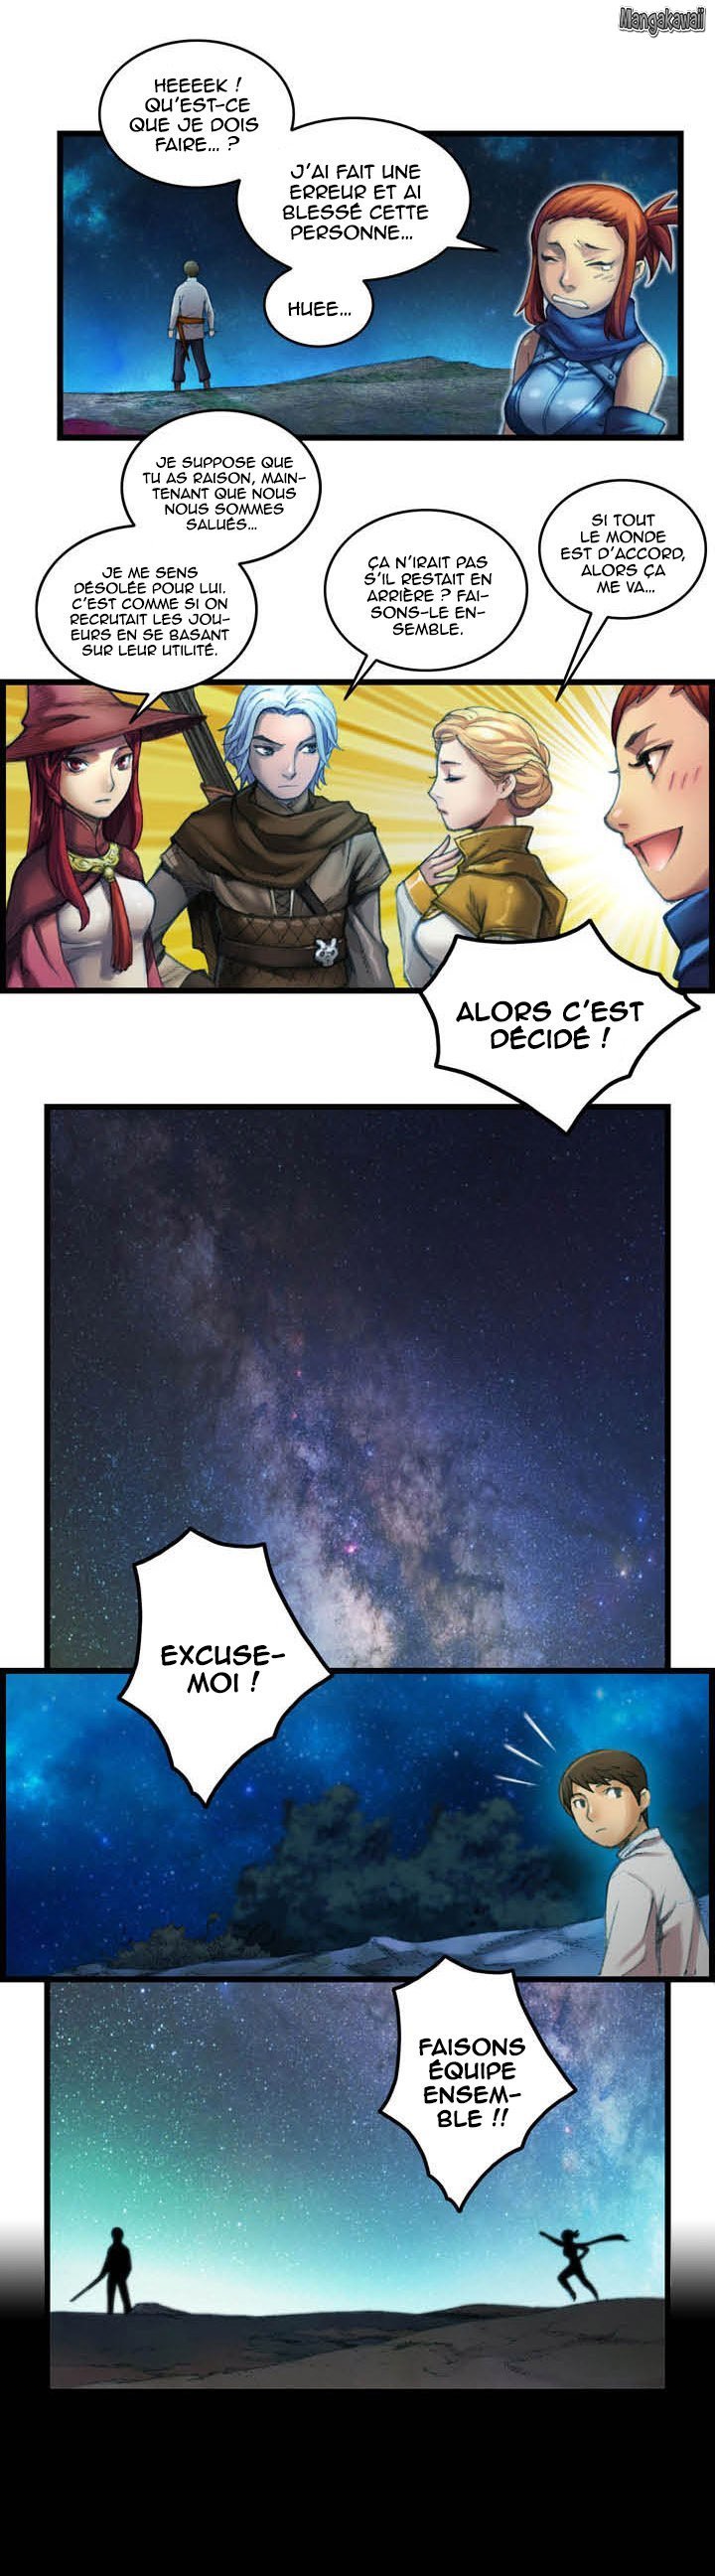 Mangakawaii
HEEEEK !
QU'EST-CE
QUE JE DOIS
FAIRE... ?
J'AI FAIT UNE
ERREUR ET AI
BLESSÉ CETTE
PERSONNE...
HUEE...
JE SUPPOSE QUE
TU AS RAISON, MAIN-
TENANT QUE NOUS
NOUS SOMMES
SALUÉS...
JE ME SENS
DÉSOLÉE POUR LUI.
C'EST COMME SI ON
RECRUTAIT LES JOU-
EURS EN SE BASANT
SUR LEUR UTILITÉ.
ÇA N'IRAIT PAS
S'IL RESTAIT EN
ARRIÈRE ? FAI-
SONS-LE EN-
SEMBLE.
SI TOUT
LE MONDE
EST D'ACCORD,
ALORS ÇA
ME VA...
ALORS C'EST
DÉCIDÉ !
EXCUSE-
MOI !
FAISONS
ÉQUIPE
ENSEM-
BLE !!